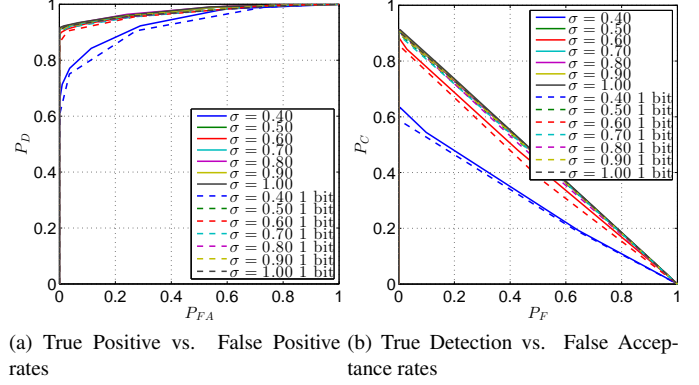 1
0.8
0.6
0.4
0.2
0
0 0.2 0.4 0.6 0.8 1
P_D
P_{FA}
σ = 0.40
σ = 0.50
σ = 0.60
σ = 0.70
σ = 0.80
σ = 0.90
σ = 1.00
σ = 0.40 1 bit
σ = 0.50 1 bit
σ = 0.60 1 bit
σ = 0.70 1 bit
σ = 0.80 1 bit
σ = 0.90 1 bit
σ = 1.00 1 bit
(a) True Positive vs. False Positive
rates
1
0.8
0.6
0.4
0.2
0
0 0.2 0.4 0.6 0.8 1
P_C
P_F
σ = 0.40
σ = 0.50
σ = 0.60
σ = 0.70
σ = 0.80
σ = 0.90
σ = 1.00
σ = 0.40 1 bit
σ = 0.50 1 bit
σ = 0.60 1 bit
σ = 0.70 1 bit
σ = 0.80 1 bit
σ = 0.90 1 bit
σ = 1.00 1 bit
(b) True Detection vs. False Accep-
tance rates